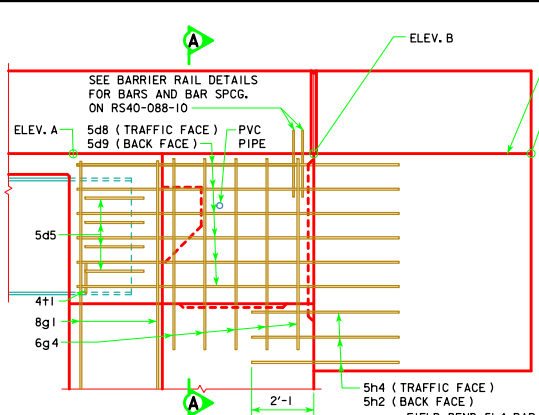 A
ELEV. B
SEE BARRIER RAIL DETAILS
FOR BARS AND BAR SPCG.
ON RS40-088-10
ELEV. A
5d8 (TRAFFIC FACE)
5d9 (BACK FACE)
PVC
PIPE
5d5
4t1
8g1
6g4
A
2'-1
5h4 (TRAFFIC FACE)
5h2 (BACK FACE)